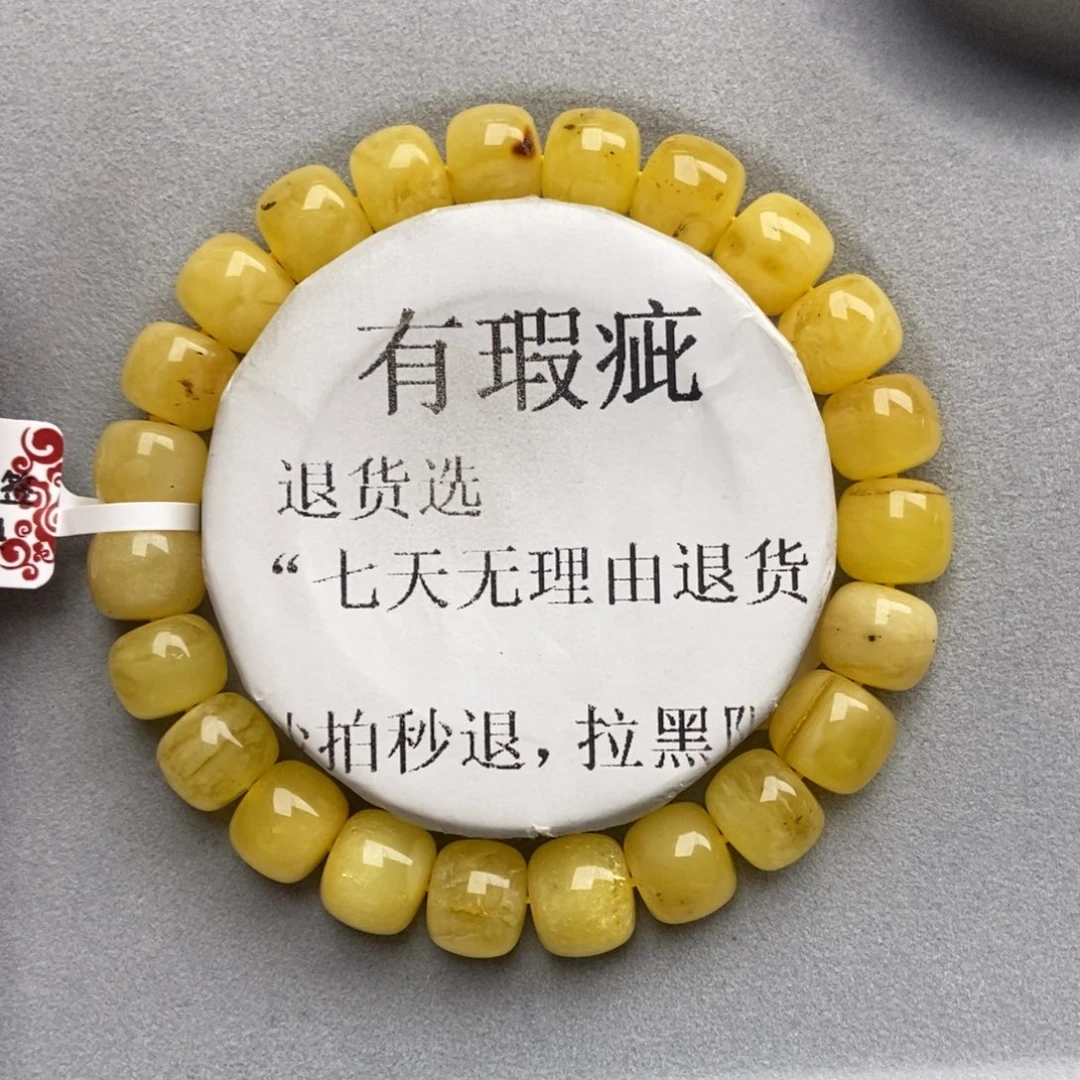 有瑕疵
退货选
“七天无理由退货
拍秒退，拉黑